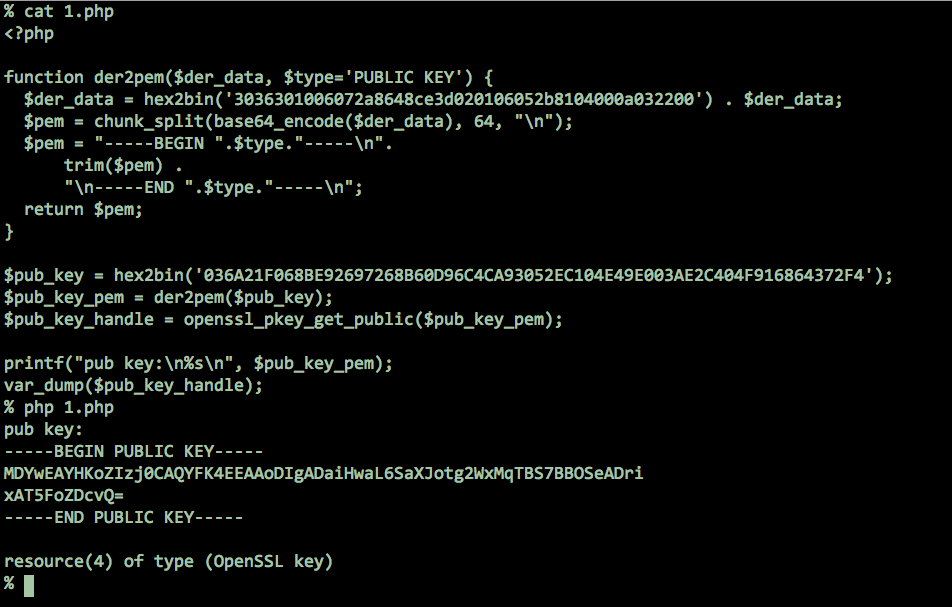 % cat 1.php
<?php
function der2pem($der_data, $type='PUBLIC KEY') {
  $der_data = hex2bin('3036301006072a8648ce3d020106052b8104000a032200') . $der_data;
  $pem = chunk_split(base64_encode($der_data), 64, "\n");
  $pem = "-----BEGIN ".$type."-----\n".
      trim($pem) .
      "\n-----END ".$type."-----\n";
  return $pem;
}
$pub_key = hex2bin('036A21F068BE92697268B60D96C4CA93052EC104E49E003AE2C404F916864372F4');
$pub_key_pem = der2pem($pub_key);
$pub_key_handle = openssl_pkey_get_public($pub_key_pem);
printf("pub key:\n%s\n", $pub_key_pem);
var_dump($pub_key_handle);
% php 1.php
pub key:
-----BEGIN PUBLIC KEY-----
MDYwEAYHKoZIzj0CAQYFK4EEAAoDIgADaiHwaL6SaXJotg2WxMqTBS7BBOSeADri
xAT5FoZDcvQ=
-----END PUBLIC KEY-----
resource(4) of type (OpenSSL key)
%